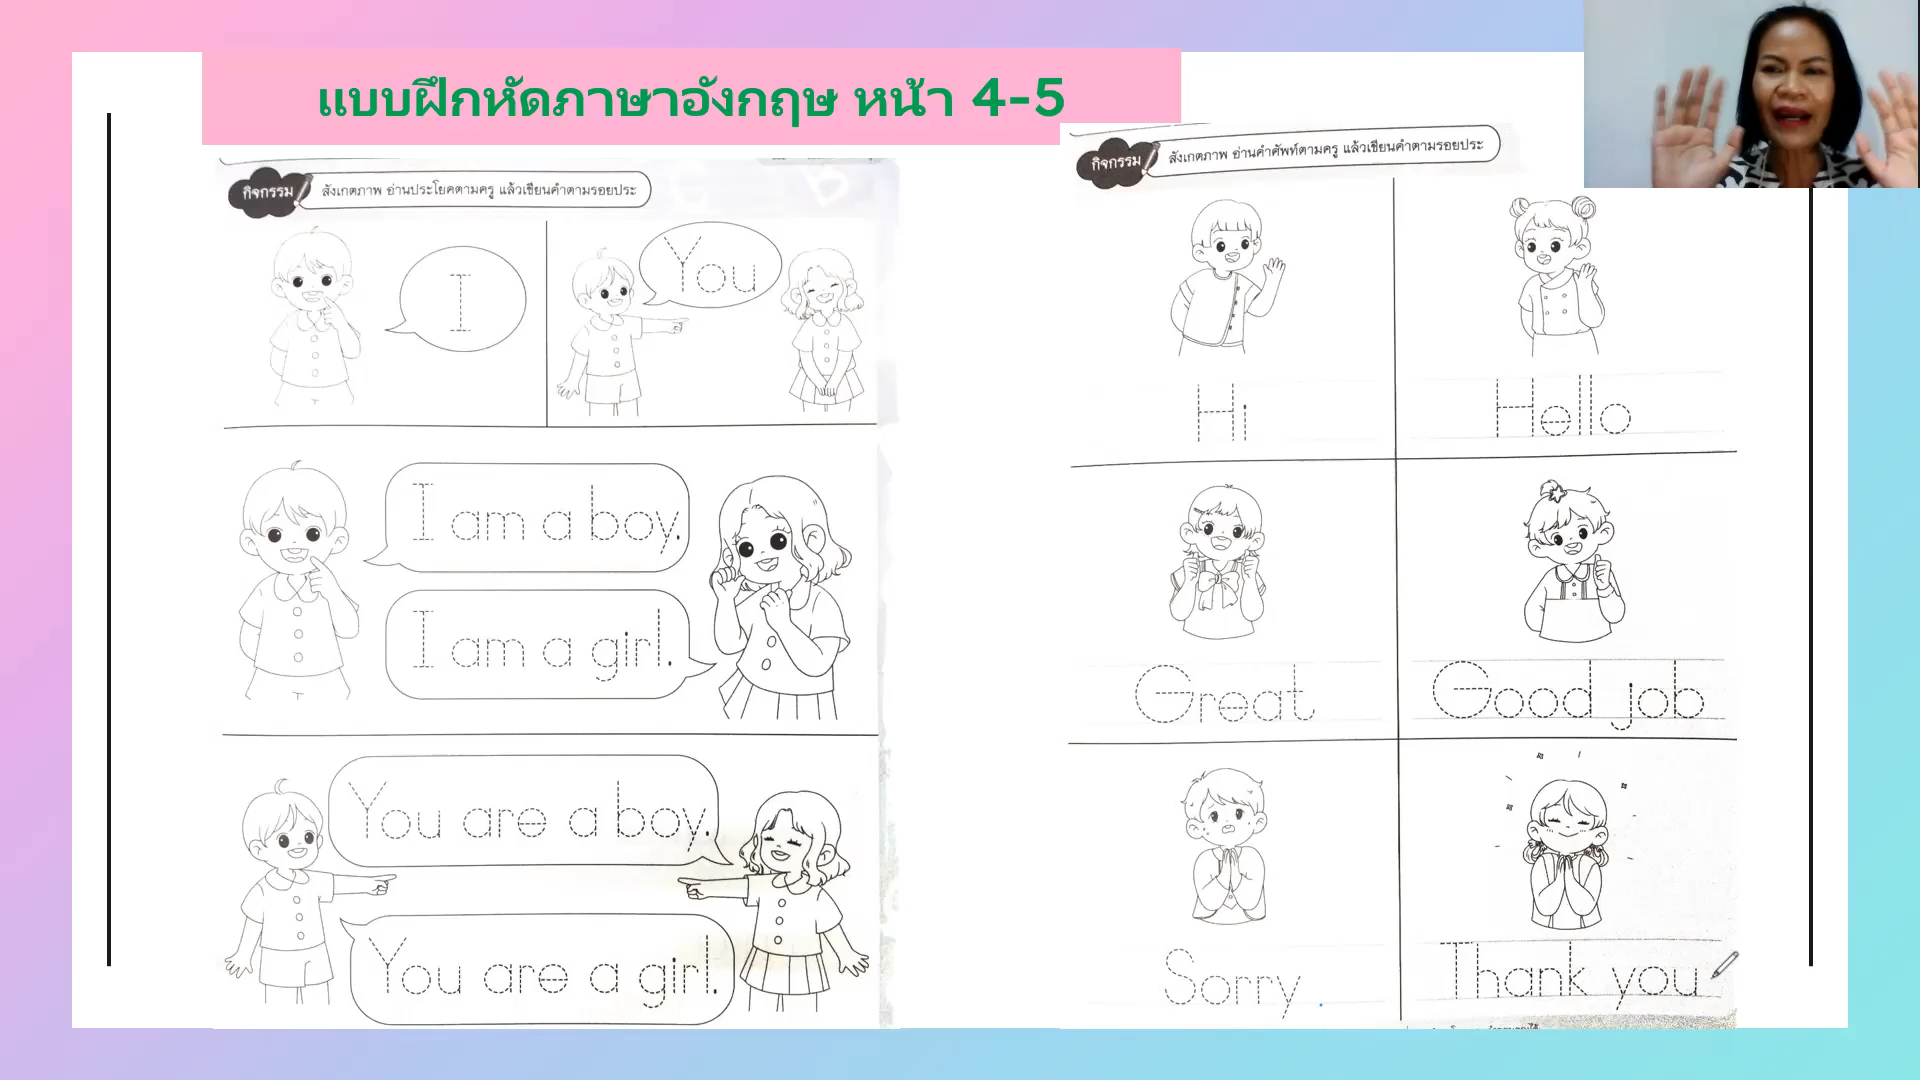 แบบฝึกหัดภาษาอังกฤษ หน้า 4-5
กิจกรรม สังเกตภาพ อ่านประโยคตามครู แล้วเขียนคำตามรอยประ
I
You
I am a boy.
I am a girl.
You are a boy.
You are a girl.
กิจกรรม สังเกตภาพ อ่านคำศัพท์ตามครู แล้วเขียนคำตามรอยประ
Hi
Hello
Great
Good job
Sorry
Thank you